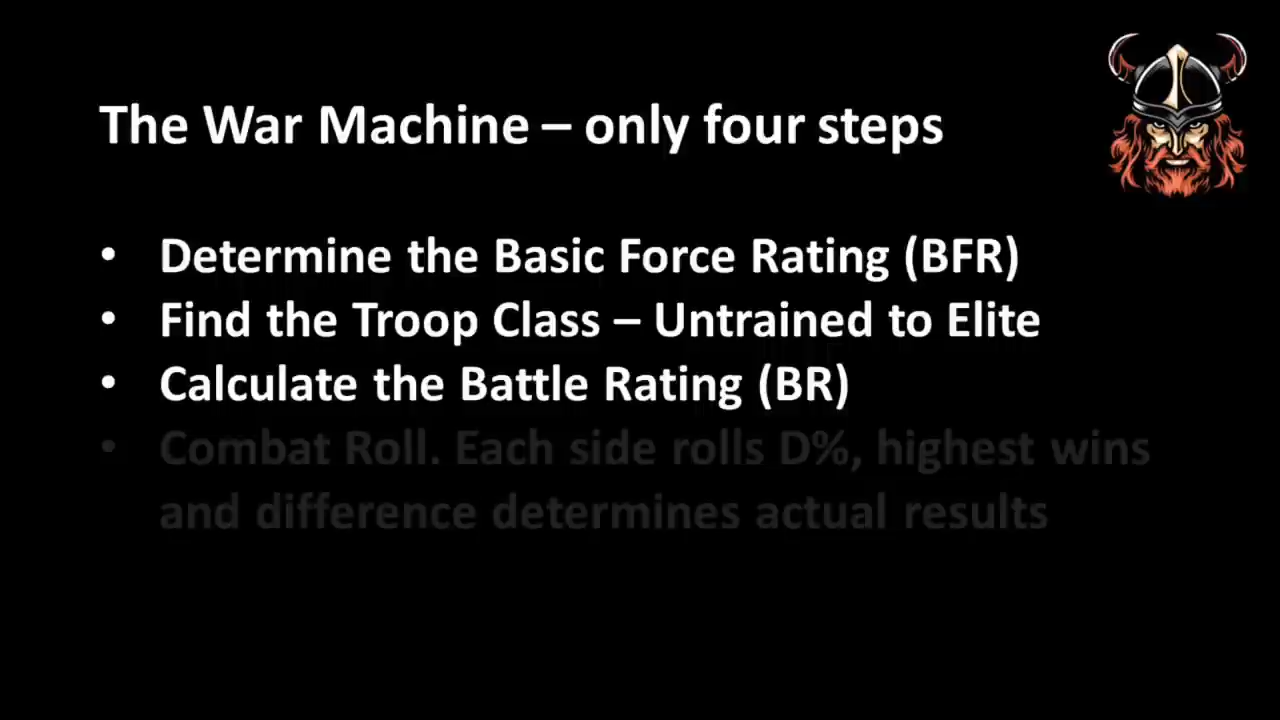 The War Machine – only four steps
• Determine the Basic Force Rating (BFR)
• Find the Troop Class – Untrained to Elite
• Calculate the Battle Rating (BR)
• Combat Roll. Each side rolls D%, highest wins
and difference determines actual results